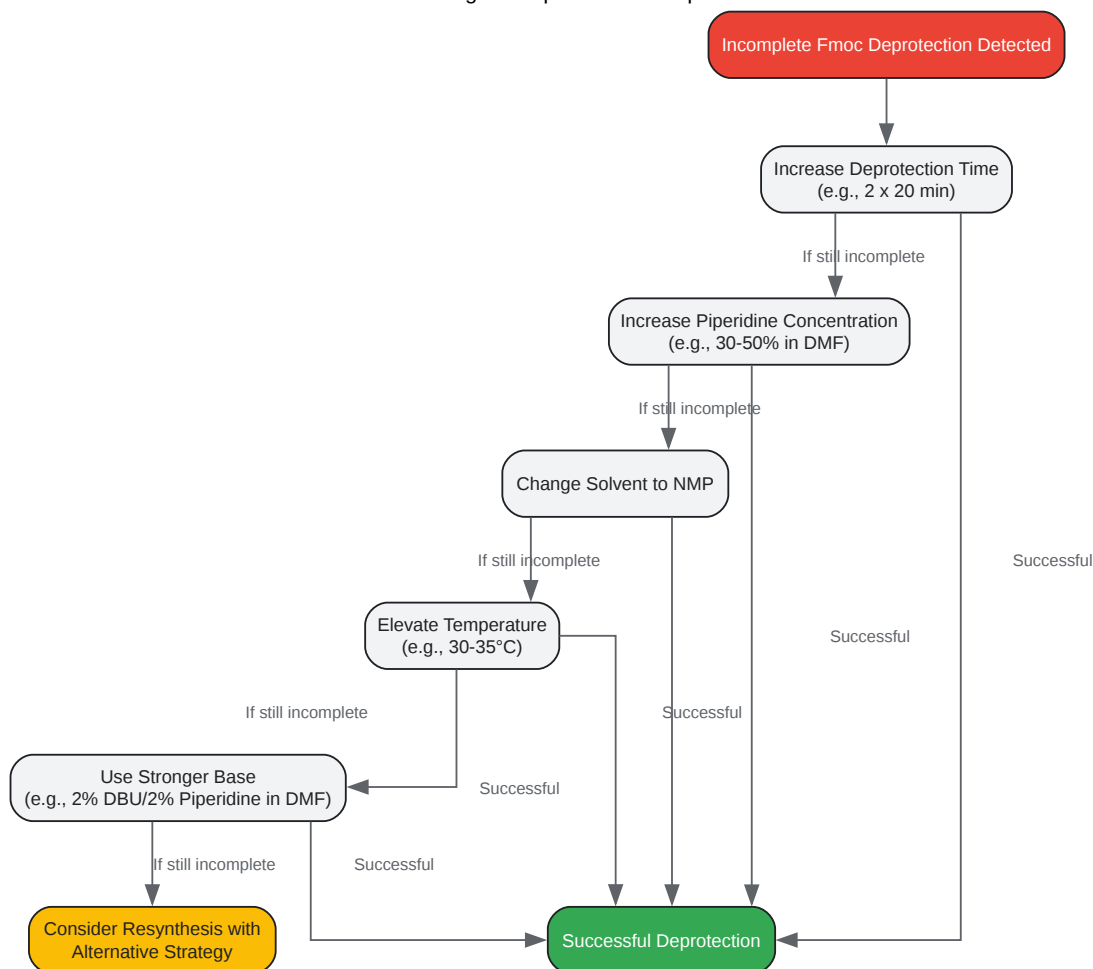 Incomplete Fmoc Deprotection Detected
Increase Deprotection Time
(e.g., 2 x 20 min)
If still incomplete
Increase Piperidine Concentration
(e.g., 30-50% in DMF)
If still incomplete
Change Solvent to NMP
If still incomplete
Successful
Elevate Temperature
(e.g., 30-35°C)
Successful
If still incomplete
Successful
Use Stronger Base
(e.g., 2% DBU/2% Piperidine in DMF)
Successful
If still incomplete
Successful
Consider Resynthesis with
Alternative Strategy
Successful Deprotection